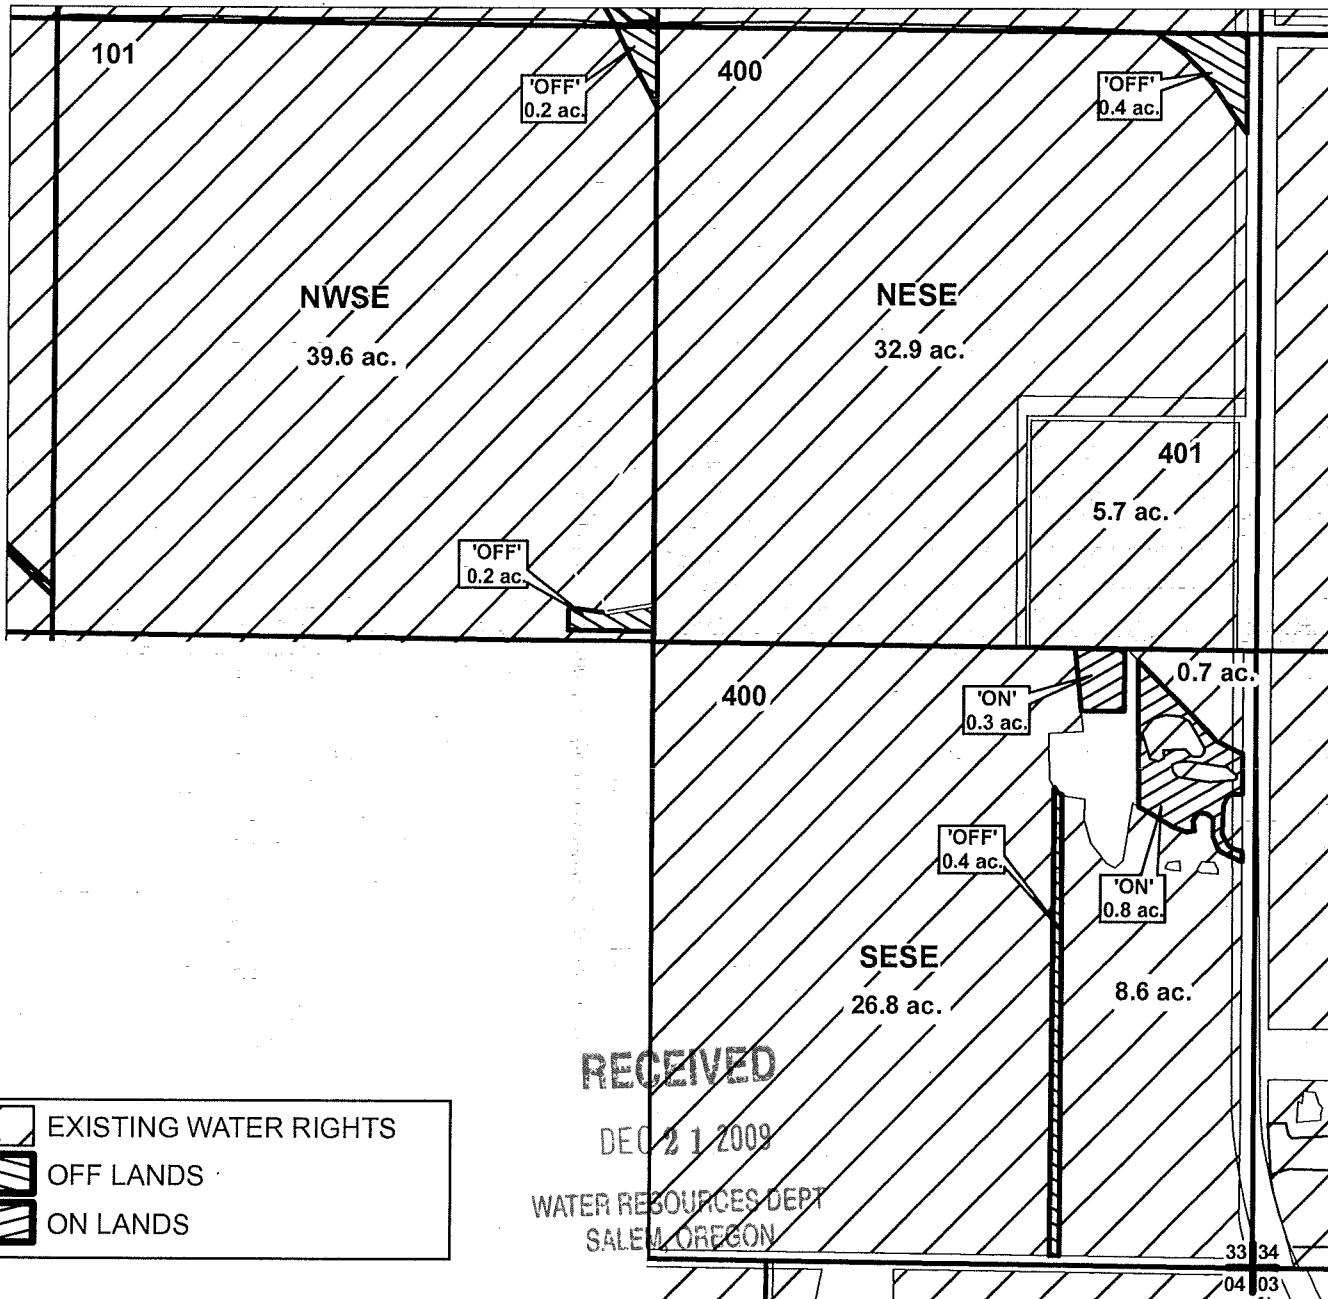 101
'OFF'
0.2 ac.
400
'OFF'
0.4 ac.
NWSE
39.6 ac.
NESE
32.9 ac.
401
5.7 ac.
'OFF'
0.2 ac.
400
'ON'
0.3 ac.
0.7 ac.
'OFF'
0.4 ac.
'ON'
0.8 ac.
SESE
26.8 ac.
8.6 ac.
RECEIVED
DEC 21 2009
WATER RESOURCES DEPT
SALEM, OREGON
EXISTING WATER RIGHTS
OFF LANDS
ON LANDS
33 34
04 03